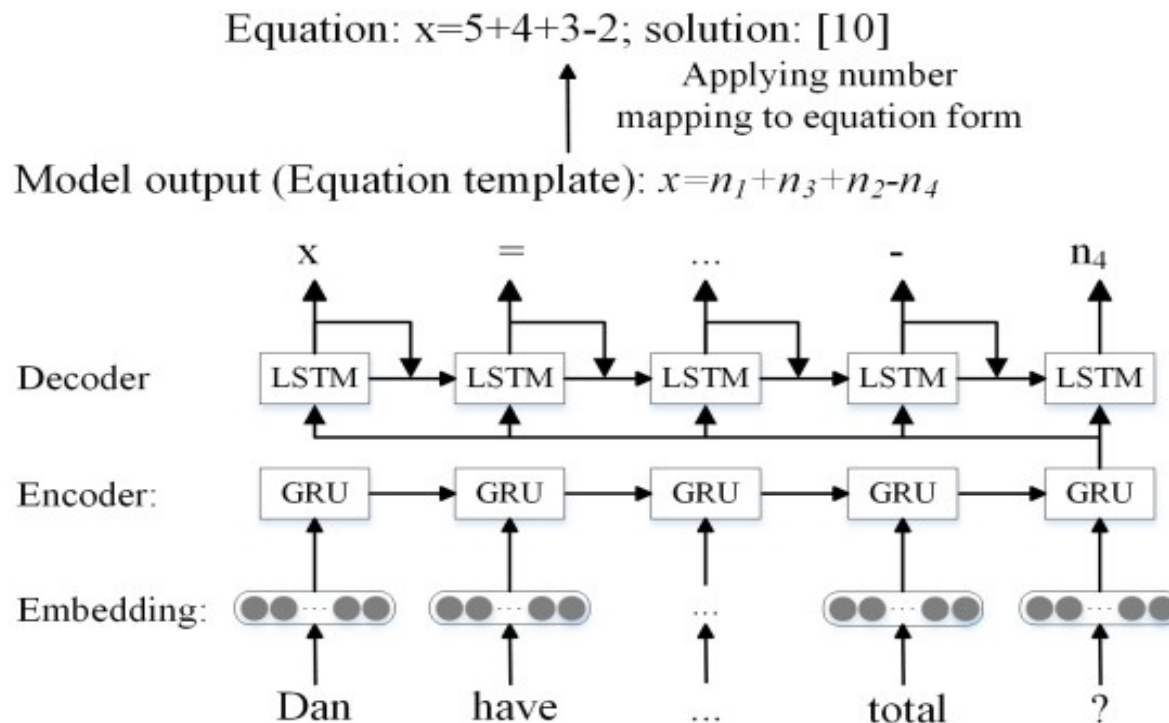 Equation: x=5+4+3-2; solution: [10]
Applying number
mapping to equation form
Model output (Equation template): x=n₁+n₃+n₂-n₄
x = ... - n₄
Decoder LSTM LSTM LSTM LSTM LSTM
Encoder: GRU GRU GRU GRU GRU
Embedding: ... ... ... ... ...
Dan have ... total ?